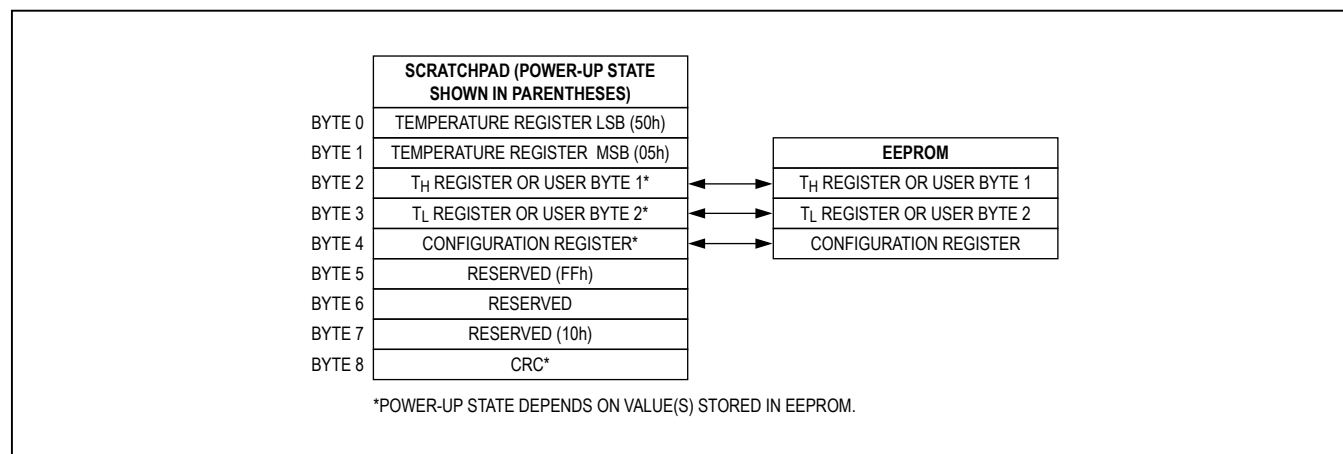 SCRATCHPAD (POWER-UP STATE
SHOWN IN PARENTHESES)
BYTE 0 TEMPERATURE REGISTER LSB (50h)
BYTE 1 TEMPERATURE REGISTER MSB (05h) EEPROM
BYTE 2 TH REGISTER OR USER BYTE 1* TH REGISTER OR USER BYTE 1
BYTE 3 TL REGISTER OR USER BYTE 2* TL REGISTER OR USER BYTE 2
BYTE 4 CONFIGURATION REGISTER* CONFIGURATION REGISTER
BYTE 5 RESERVED (FFh)
BYTE 6 RESERVED
BYTE 7 RESERVED (10h)
BYTE 8 CRC*
*POWER-UP STATE DEPENDS ON VALUE(S) STORED IN EEPROM.